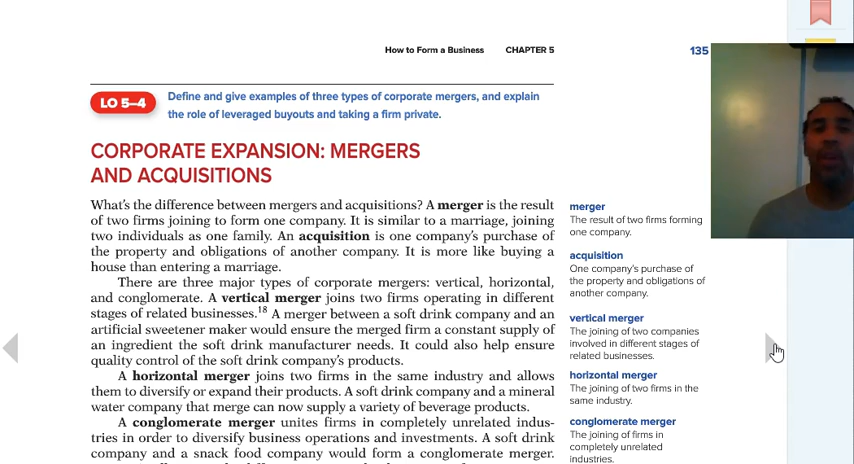 How to Form a Business CHAPTER 5 135
LO 5–4
Define and give examples of three types of corporate mergers, and explain
the role of leveraged buyouts and taking a firm private.
CORPORATE EXPANSION: MERGERS
AND ACQUISITIONS
What's the difference between mergers and acquisitions? A merger is the result
of two firms joining to form one company. It is similar to a marriage, joining
two individuals as one family. An acquisition is one company's purchase of
the property and obligations of another company. It is more like buying a
house than entering a marriage.
There are three major types of corporate mergers: vertical, horizontal,
and conglomerate. A vertical merger joins two firms operating in different
stages of related businesses.18 A merger between a soft drink company and an
artificial sweetener maker would ensure the merged firm a constant supply of
an ingredient the soft drink manufacturer needs. It could also help ensure
quality control of the soft drink company's products.
A horizontal merger joins two firms in the same industry and allows
them to diversify or expand their products. A soft drink company and a mineral
water company that merge can now supply a variety of beverage products.
A conglomerate merger unites firms in completely unrelated indus-
tries in order to diversify business operations and investments. A soft drink
company and a snack food company would form a conglomerate merger.
merger
The result of two firms forming
one company.
acquisition
One company's purchase of
the property and obligations of
another company.
vertical merger
The joining of two companies
involved in different stages of
related businesses.
horizontal merger
The joining of two firms in the
same industry.
conglomerate merger
The joining of firms in
completely unrelated
industries.